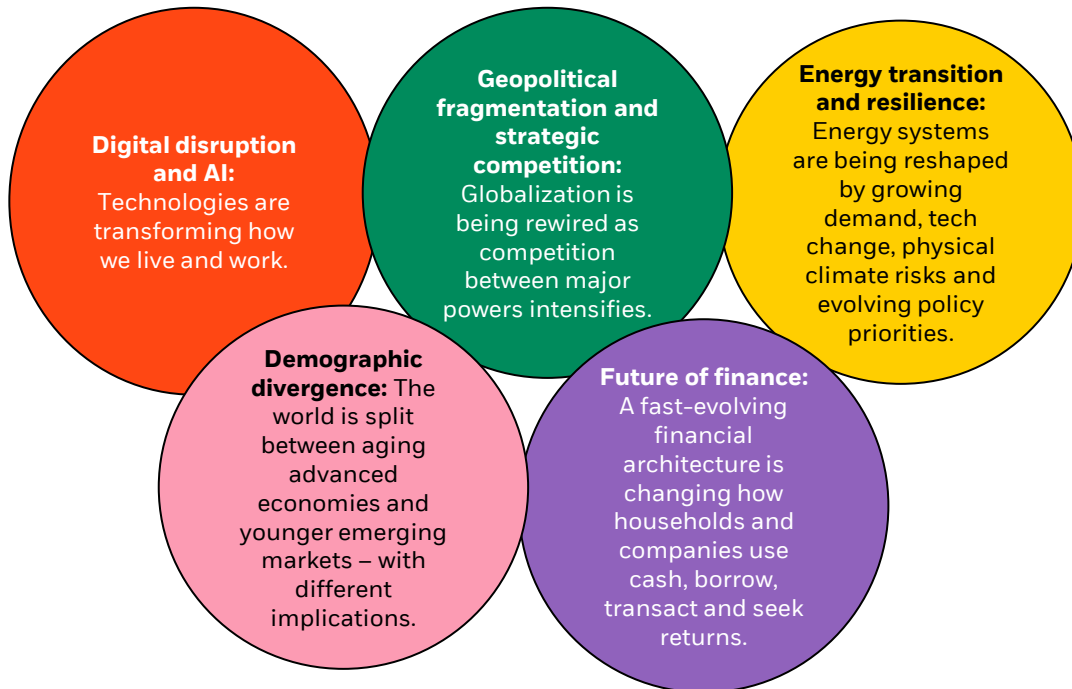 Digital disruption
and AI:
Technologies are
transforming how
we live and work.
Geopolitical
fragmentation and
strategic
competition:
Globalization is
being rewired as
competition
between major
powers intensifies.
Energy transition
and resilience:
Energy systems
are being reshaped
by growing
demand, tech
change, physical
climate risks and
evolving policy
priorities.
Demographic
divergence: The
world is split
between aging
advanced
economies and
younger emerging
markets – with
different
implications.
Future of finance:
A fast-evolving
financial
architecture is
changing how
households and
companies use
cash, borrow,
transact and seek
returns.